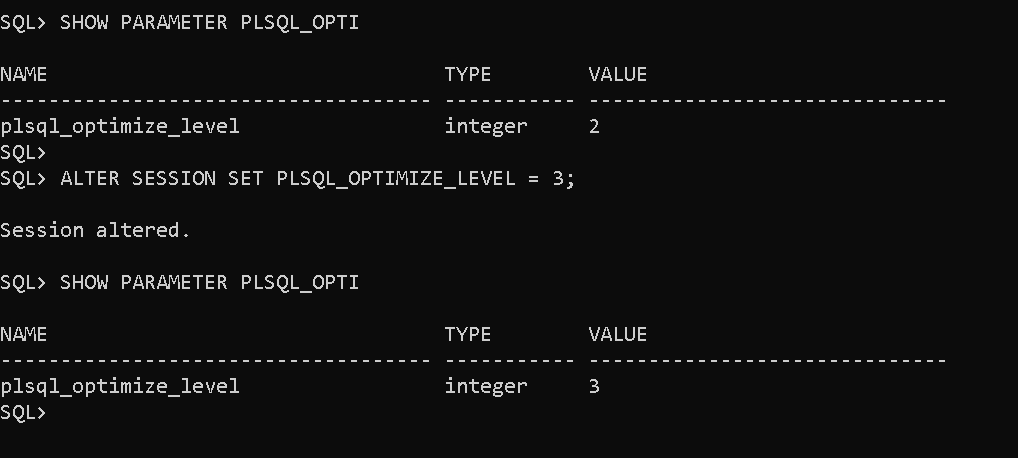 SQL> SHOW PARAMETER PLSQL_OPTI
NAME                                 TYPE        VALUE
------------------------------------ ----------- ------------------------------
plsql_optimize_level                 integer     2
SQL>
SQL> ALTER SESSION SET PLSQL_OPTIMIZE_LEVEL = 3;
Session altered.
SQL> SHOW PARAMETER PLSQL_OPTI
NAME                                 TYPE        VALUE
------------------------------------ ----------- ------------------------------
plsql_optimize_level                 integer     3
SQL>